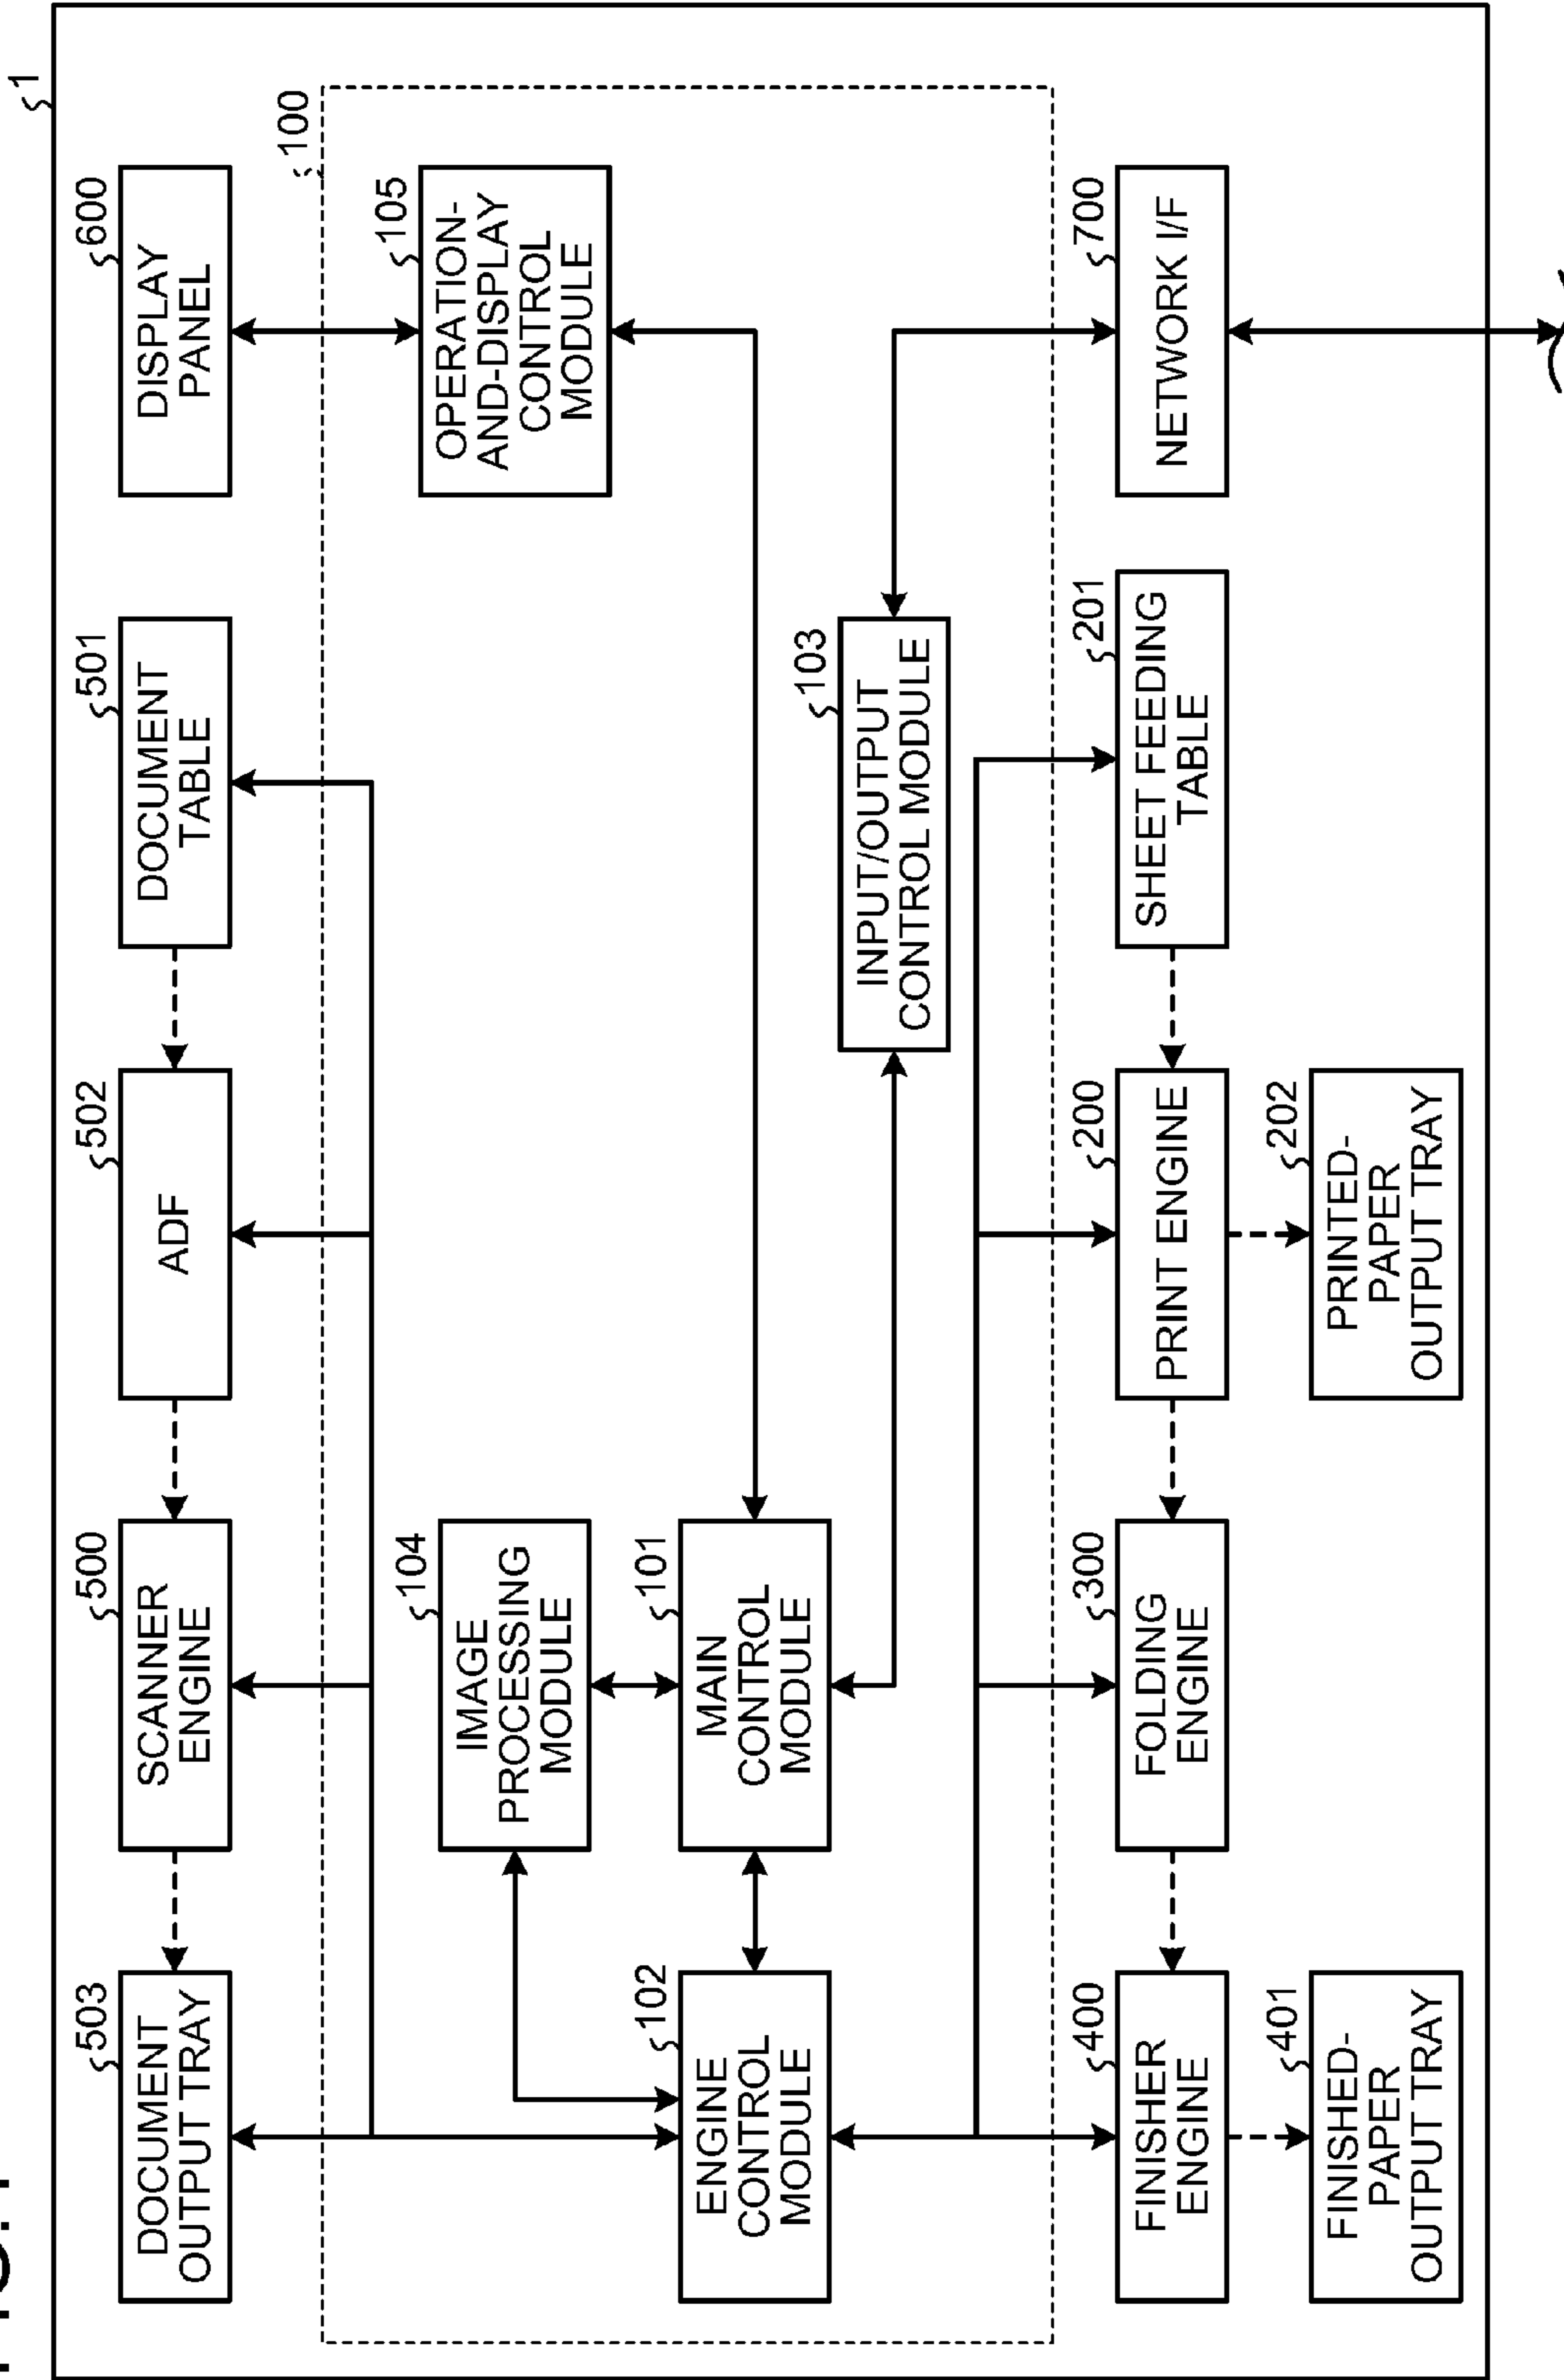 1
503
DOCUMENT
OUTPUT TRAY
500
SCANNER
ENGINE
502
ADF
501
DOCUMENT
TABLE
600
DISPLAY
PANEL
100
104
IMAGE
PROCESSING
MODULE
105
OPERATION-
AND-DISPLAY
CONTROL
MODULE
102
ENGINE
CONTROL
MODULE
101
MAIN
CONTROL
MODULE
103
INPUT/OUTPUT
CONTROL MODULE
400
FINISHER
ENGINE
300
FOLDING
ENGINE
200
PRINT ENGINE
201
SHEET FEEDING
TABLE
700
NETWORK I/F
401
FINISHED-
PAPER
OUTPUT TRAY
202
PRINTED-
PAPER
OUTPUT TRAY